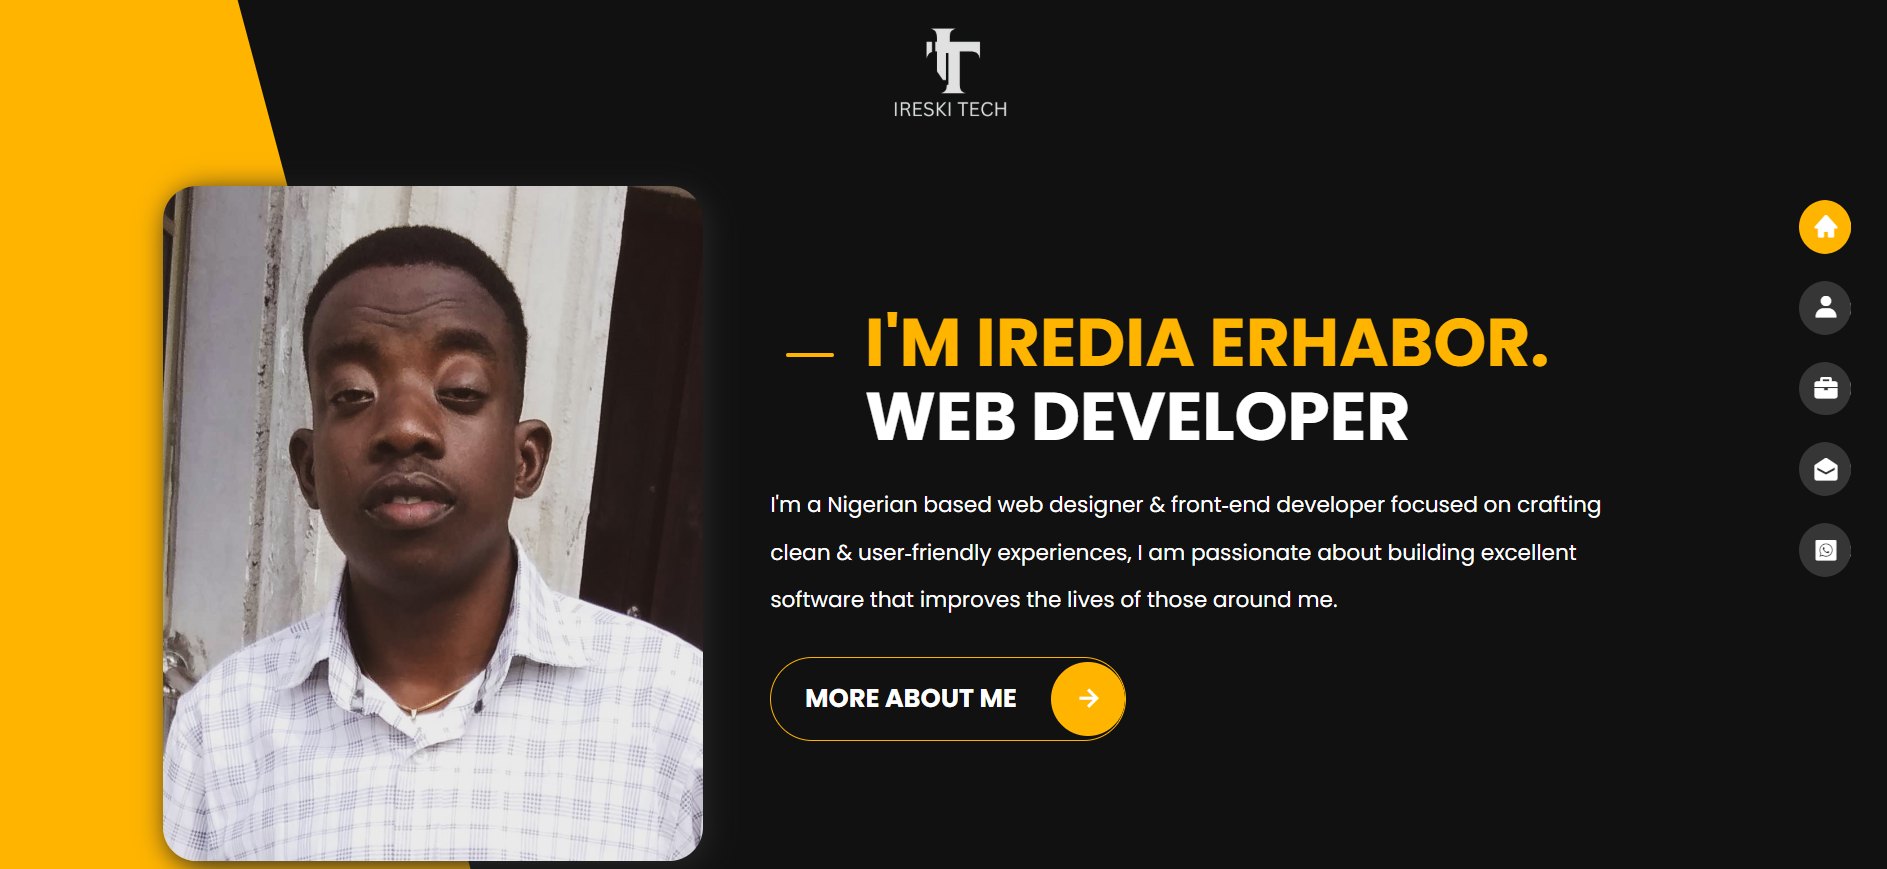 IRESKI TECH
I'M IREDIA ERHABOR.
WEB DEVELOPER
I'm a Nigerian based web designer & front-end developer focused on crafting
clean & user-friendly experiences, I am passionate about building excellent
software that improves the lives of those around me.
MORE ABOUT ME